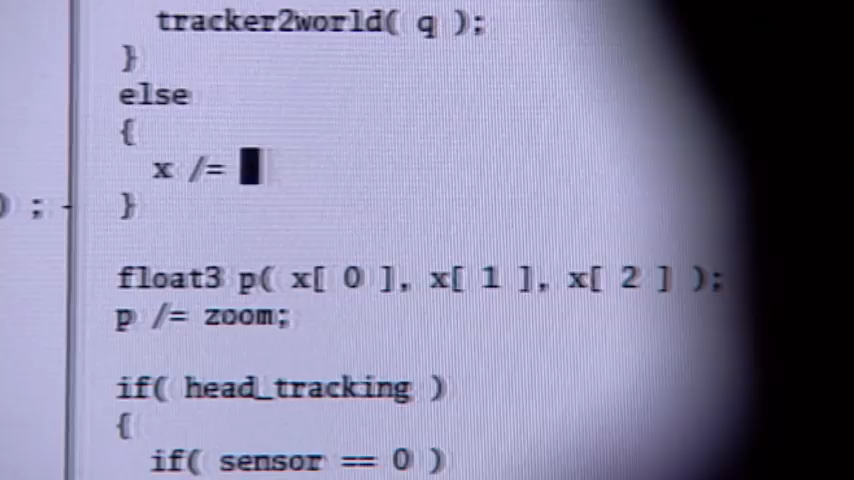 tracker2world( q );
}
else
{
x /=
) ; }
float3 p( x[ 0 ], x[ 1 ], x[ 2 ] );
p /= zoom;
if( head_tracking )
{
if( sensor == 0 )